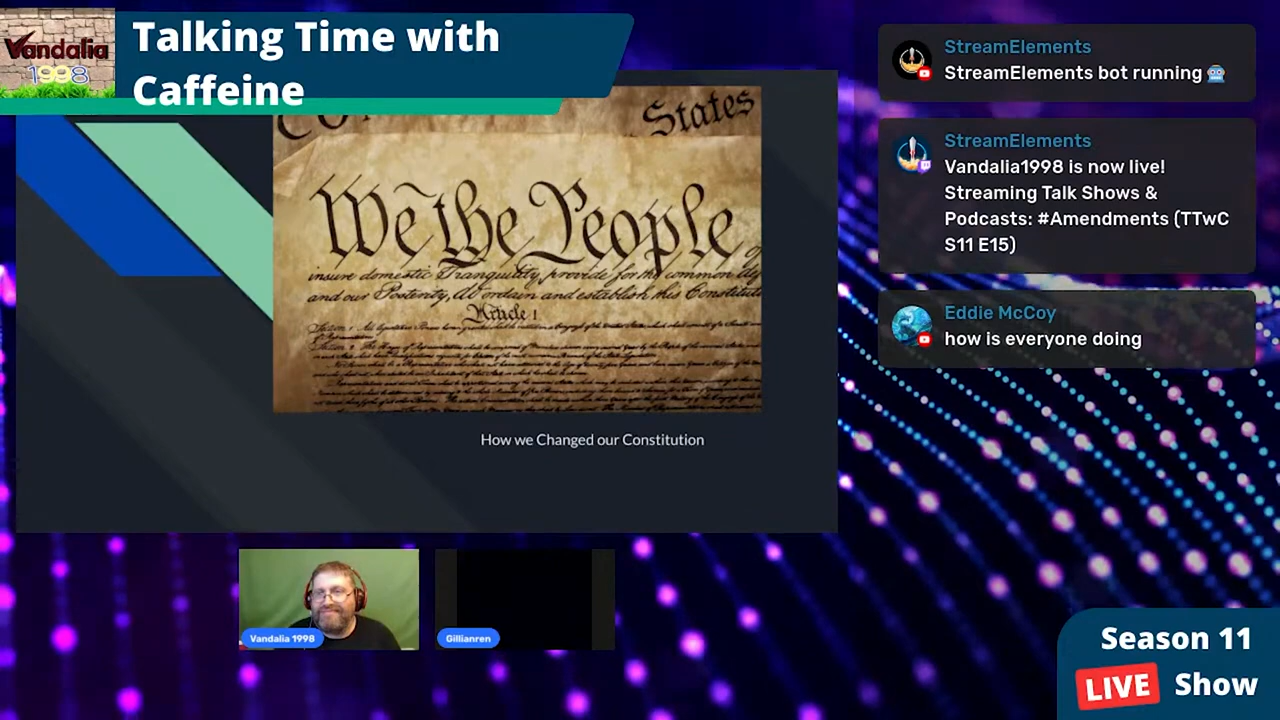 Vandalia
1998
Talking Time with
Caffeine
States
We the People
insure domestic Tranquility, provide for the common
and our Posterity, do ordain and establish this
Article 1
How we Changed our Constitution
Vandalia 1998
Gillianren
StreamElements
StreamElements bot running
StreamElements
Vandalia1998 is now live!
Streaming Talk Shows &
Podcasts: #Amendments (TTwC
S11 E15)
Eddie McCoy
how is everyone doing
Season 11
LIVE Show